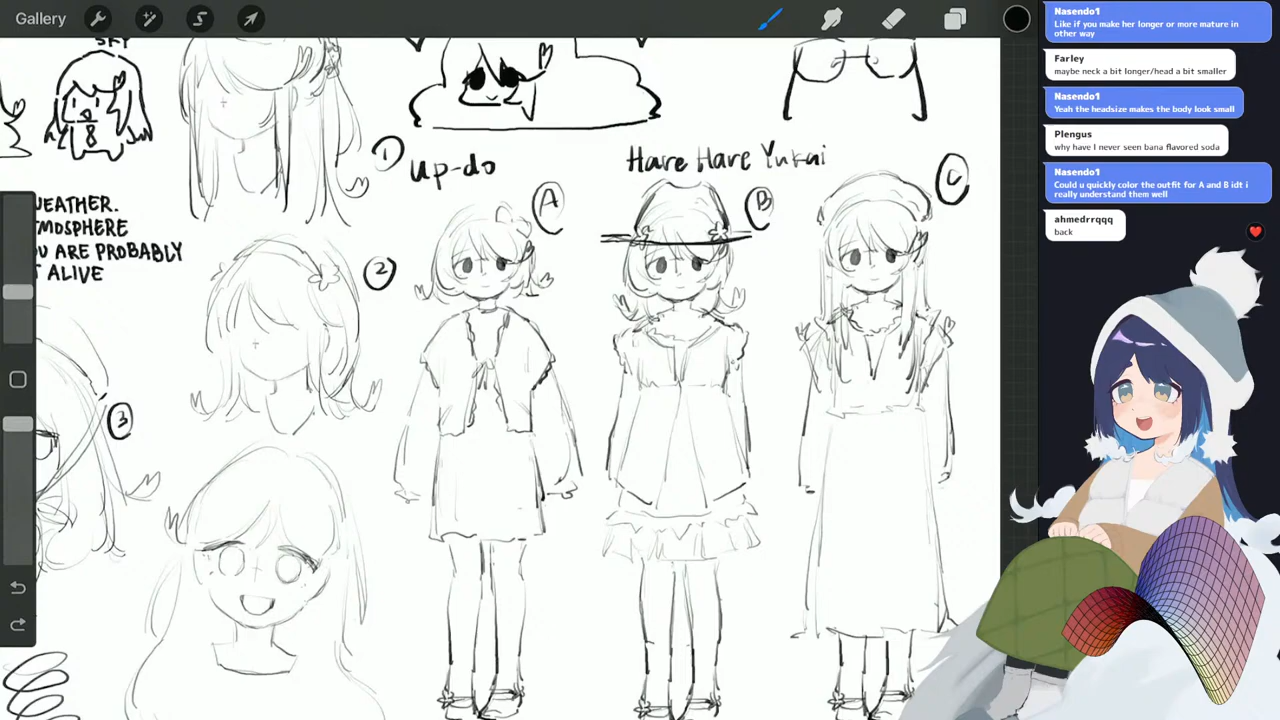 Gallery
SKY
WEATHER.
ATMOSPHERE
YOU ARE PROBABLY
ALIVE
1
up-do
Hare Hare Yukai
A
B
C
2
3
Nasendo1
Like if you make her longer or more mature in
other way
Farley
maybe neck a bit longer/head a bit smaller
Nasendo1
Yeah the headsize makes the body look small
Plengus
why have I never seen bana flavored soda
Nasendo1
Could u quickly color the outfit for A and B idt i
really understand them well
ahmedrrqqq
back